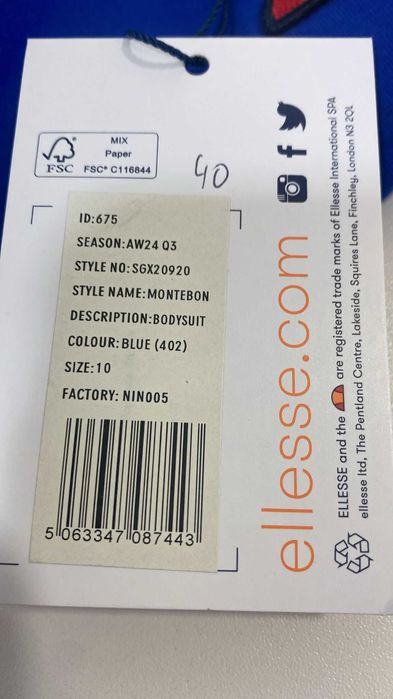 MIX
Paper
FSC
FSC® C116844
40
ID:675
SEASON:AW24 Q3
STYLE NO:SGX20920
STYLE NAME:MONTEBON
DESCRIPTION:BODYSUIT
COLOUR:BLUE (402)
SIZE:10
FACTORY: NIN005
5 063347 087443
ellesse.com
ELLESSE and the are registered trade marks of Ellesse International SPA
ellesse ltd, The Pentland Centre, Lakeside, Squires Lane, Finchley, London N3 2QL